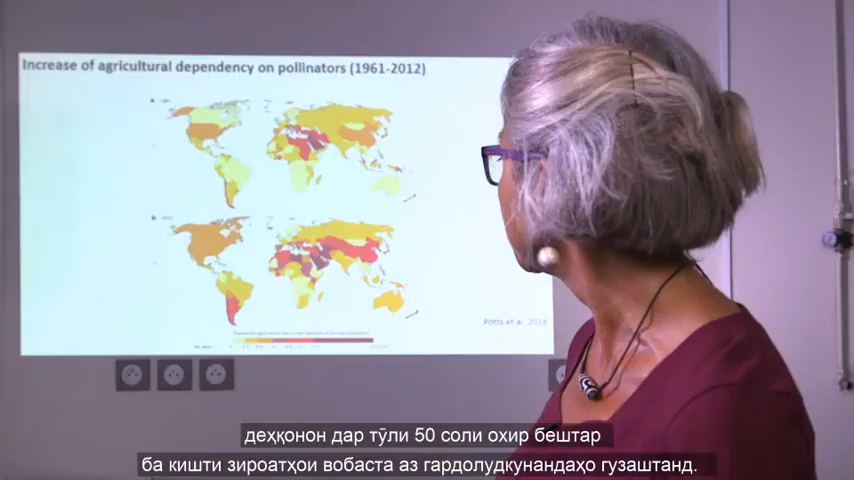 Increase of agricultural dependency on pollinators (1961-2012)
Potts et al. 2016
деҳқонон дар тӯли 50 соли охир бештар
ба кишти зироатҳои вобаста аз гардолудкунандаҳо гузаштанд.